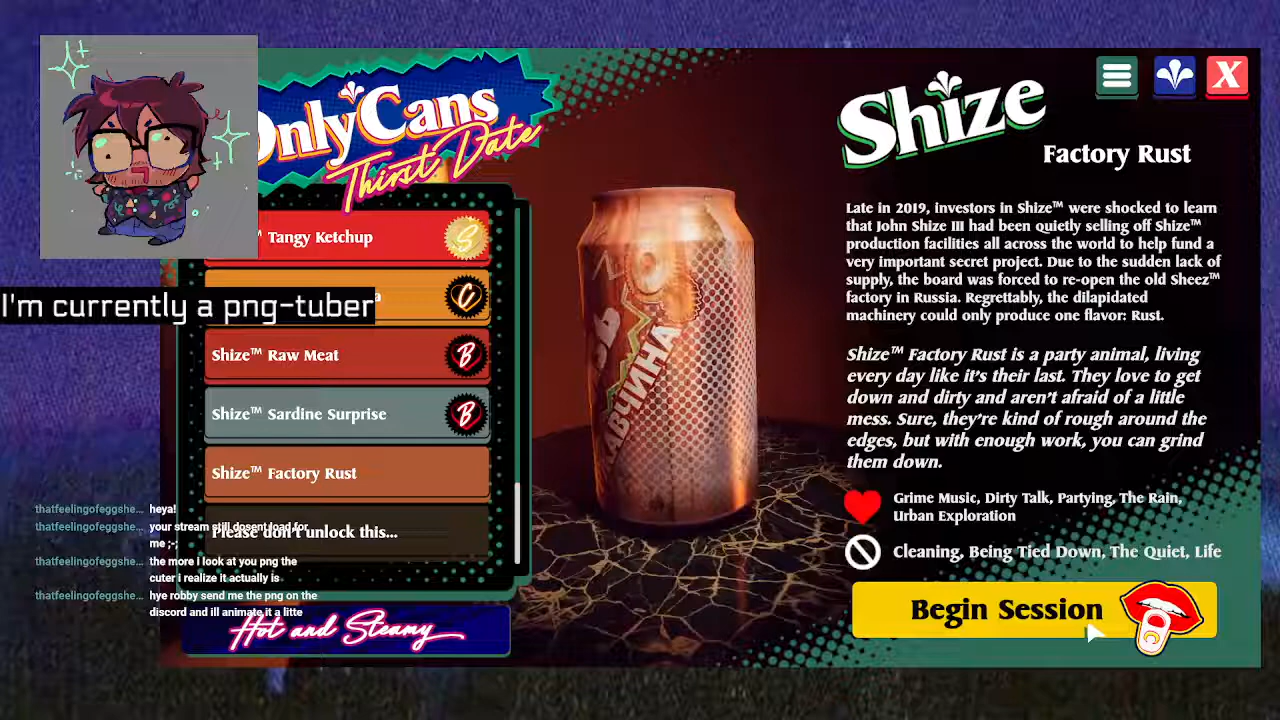 OnlyCans
Thirst Date
™ Tangy Ketchup
S
I'm currently a png-tuber
C
Shize™ Raw Meat
B
Shize™ Sardine Surprise
B
Shize™ Factory Rust
Please don't unlock this...
Hot and Steamy
thatfeelingofeggshe... heya!
thatfeelingofeggshe... your stream still dosent load for
me ;-;
thatfeelingofeggshe... the more i look at you png the
cuter i realize it actually is
thatfeelingofeggshe... hye robby send me the png on the
discord and ill animate it a litte
АВЧИНА
Shize
Factory Rust
X
Late in 2019, investors in Shize™ were shocked to learn
that John Shize III had been quietly selling off Shize™
production facilities all across the world to help fund a
very important secret project. Due to the sudden lack of
supply, the board was forced to re-open the old Sheez™
factory in Russia. Regrettably, the dilapidated
machinery could only produce one flavor: Rust.
Shize™ Factory Rust is a party animal, living
every day like it's their last. They love to get
down and dirty and aren't afraid of a little
mess. Sure, they're kind of rough around the
edges, but with enough work, you can grind
them down.
Grime Music, Dirty Talk, Partying, The Rain,
Urban Exploration
Cleaning, Being Tied Down, The Quiet, Life
Begin Session